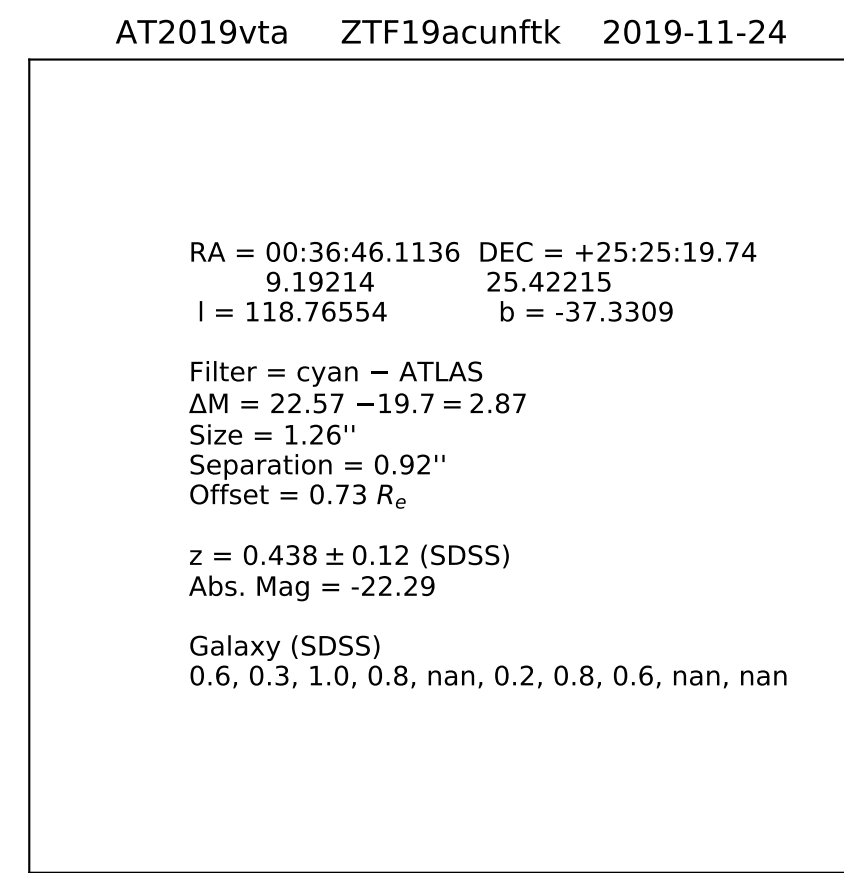 AT2019vta ZTF19acunftk 2019-11-24
RA = 00:36:46.1136 DEC = +25:25:19.74
9.19214 25.42215
l = 118.76554 b = -37.3309
Filter = cyan − ATLAS
ΔM = 22.57 −19.7 = 2.87
Size = 1.26''
Separation = 0.92''
Offset = 0.73 Rₑ
z = 0.438 ± 0.12 (SDSS)
Abs. Mag = -22.29
Galaxy (SDSS)
0.6, 0.3, 1.0, 0.8, nan, 0.2, 0.8, 0.6, nan, nan